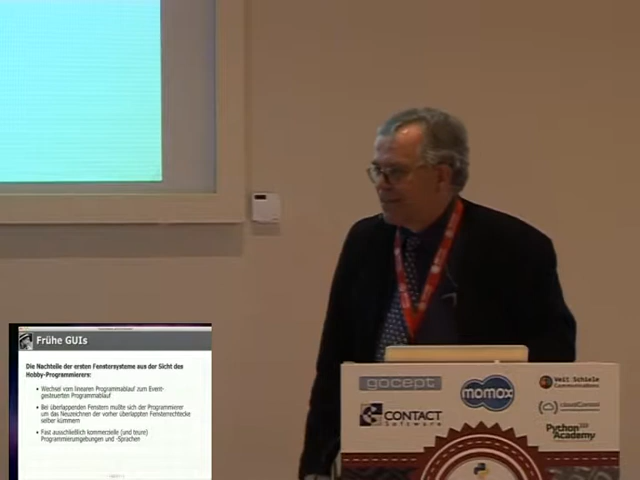 Frühe GUIs
Die Nachteile der ersten Fenstersysteme aus der Sicht des
Hobby-Programmierers:
• Wechsel vom linearen Programmablauf zum Event-
gesteuerten Programmablauf
• Bei überlappenden Fenstern mußte sich der Programmierer
um das Neuzeichnen der vorher überlappten Fensterrechtecke
selber kümmern
• Fast ausschließlich kommerzielle (und teure)
Programmierumgebungen und -Sprachen
gocept
momox
Veit Schiele
Communications
CONTACT
Software
cloudControl
Python
Academy